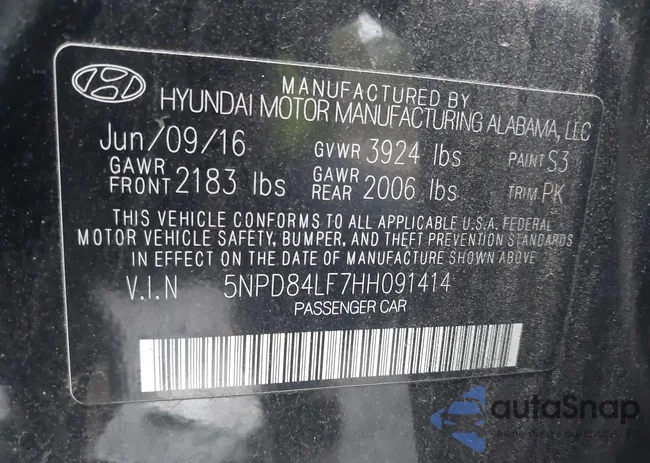 MANUFACTURED BY
HYUNDAI MOTOR MANUFACTURING ALABAMA, LLC
Jun/09/16 GVWR 3924 lbs PAINT S3
GAWR FRONT 2183 lbs GAWR REAR 2006 lbs TRIM PK
THIS VEHICLE CONFORMS TO ALL APPLICABLE U.S.A. FEDERAL
MOTOR VEHICLE SAFETY, BUMPER, AND THEFT PREVENTION STANDARDS
IN EFFECT ON THE DATE OF MANUFACTURE SHOWN ABOVE
V.I.N 5NPD84LF7HH091414
PASSENGER CAR
autaSnap